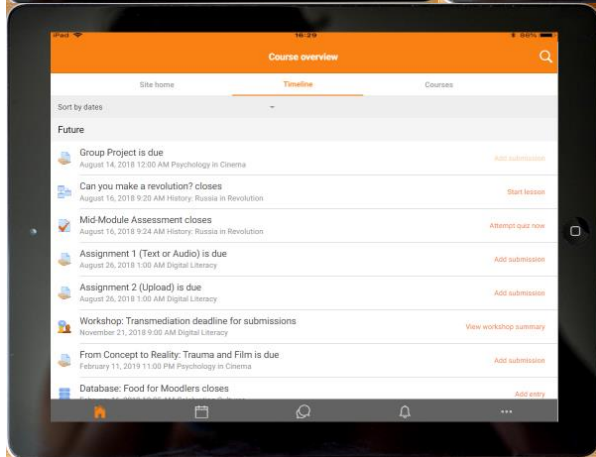 iPad 16:29 86%
Course overview
Site home Timeline Courses
Sort by dates
Future
Group Project is due
August 14, 2018 12:00 AM Psychology in Cinema
Add submission
Can you make a revolution? closes
August 16, 2018 9:20 AM History: Russia in Revolution
Start lesson
Mid-Module Assessment closes
August 16, 2018 9:24 AM History: Russia in Revolution
Attempt quiz now
Assignment 1 (Text or Audio) is due
August 26, 2018 1:00 AM Digital Literacy
Add submission
Assignment 2 (Upload) is due
August 26, 2018 1:00 AM Digital Literacy
Add submission
Workshop: Transmediation deadline for submissions
November 21, 2018 9:00 AM Digital Literacy
View workshop summary
From Concept to Reality: Trauma and Film is due
February 11, 2019 11:00 PM Psychology in Cinema
Add submission
Database: Food for Moodlers closes
Add entry